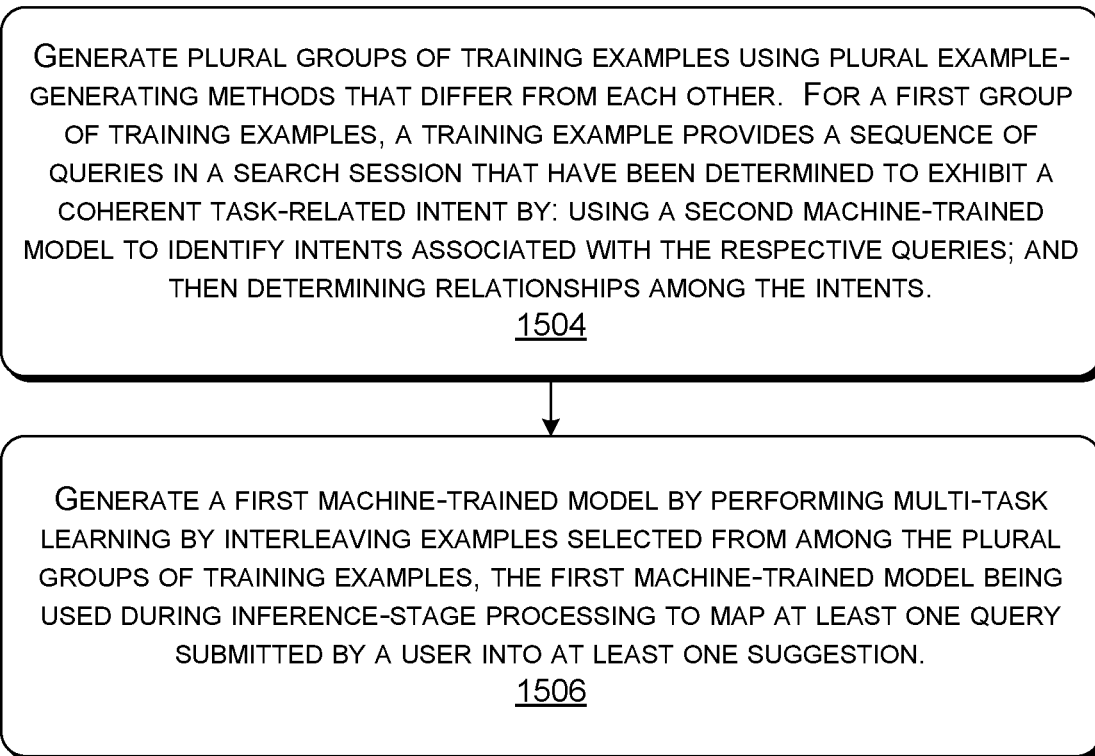 GENERATE PLURAL GROUPS OF TRAINING EXAMPLES USING PLURAL EXAMPLE-
GENERATING METHODS THAT DIFFER FROM EACH OTHER. FOR A FIRST GROUP
OF TRAINING EXAMPLES, A TRAINING EXAMPLE PROVIDES A SEQUENCE OF
QUERIES IN A SEARCH SESSION THAT HAVE BEEN DETERMINED TO EXHIBIT A
COHERENT TASK-RELATED INTENT BY: USING A SECOND MACHINE-TRAINED
MODEL TO IDENTIFY INTENTS ASSOCIATED WITH THE RESPECTIVE QUERIES; AND
THEN DETERMINING RELATIONSHIPS AMONG THE INTENTS.
1504
GENERATE A FIRST MACHINE-TRAINED MODEL BY PERFORMING MULTI-TASK
LEARNING BY INTERLEAVING EXAMPLES SELECTED FROM AMONG THE PLURAL
GROUPS OF TRAINING EXAMPLES, THE FIRST MACHINE-TRAINED MODEL BEING
USED DURING INFERENCE-STAGE PROCESSING TO MAP AT LEAST ONE QUERY
SUBMITTED BY A USER INTO AT LEAST ONE SUGGESTION.
1506